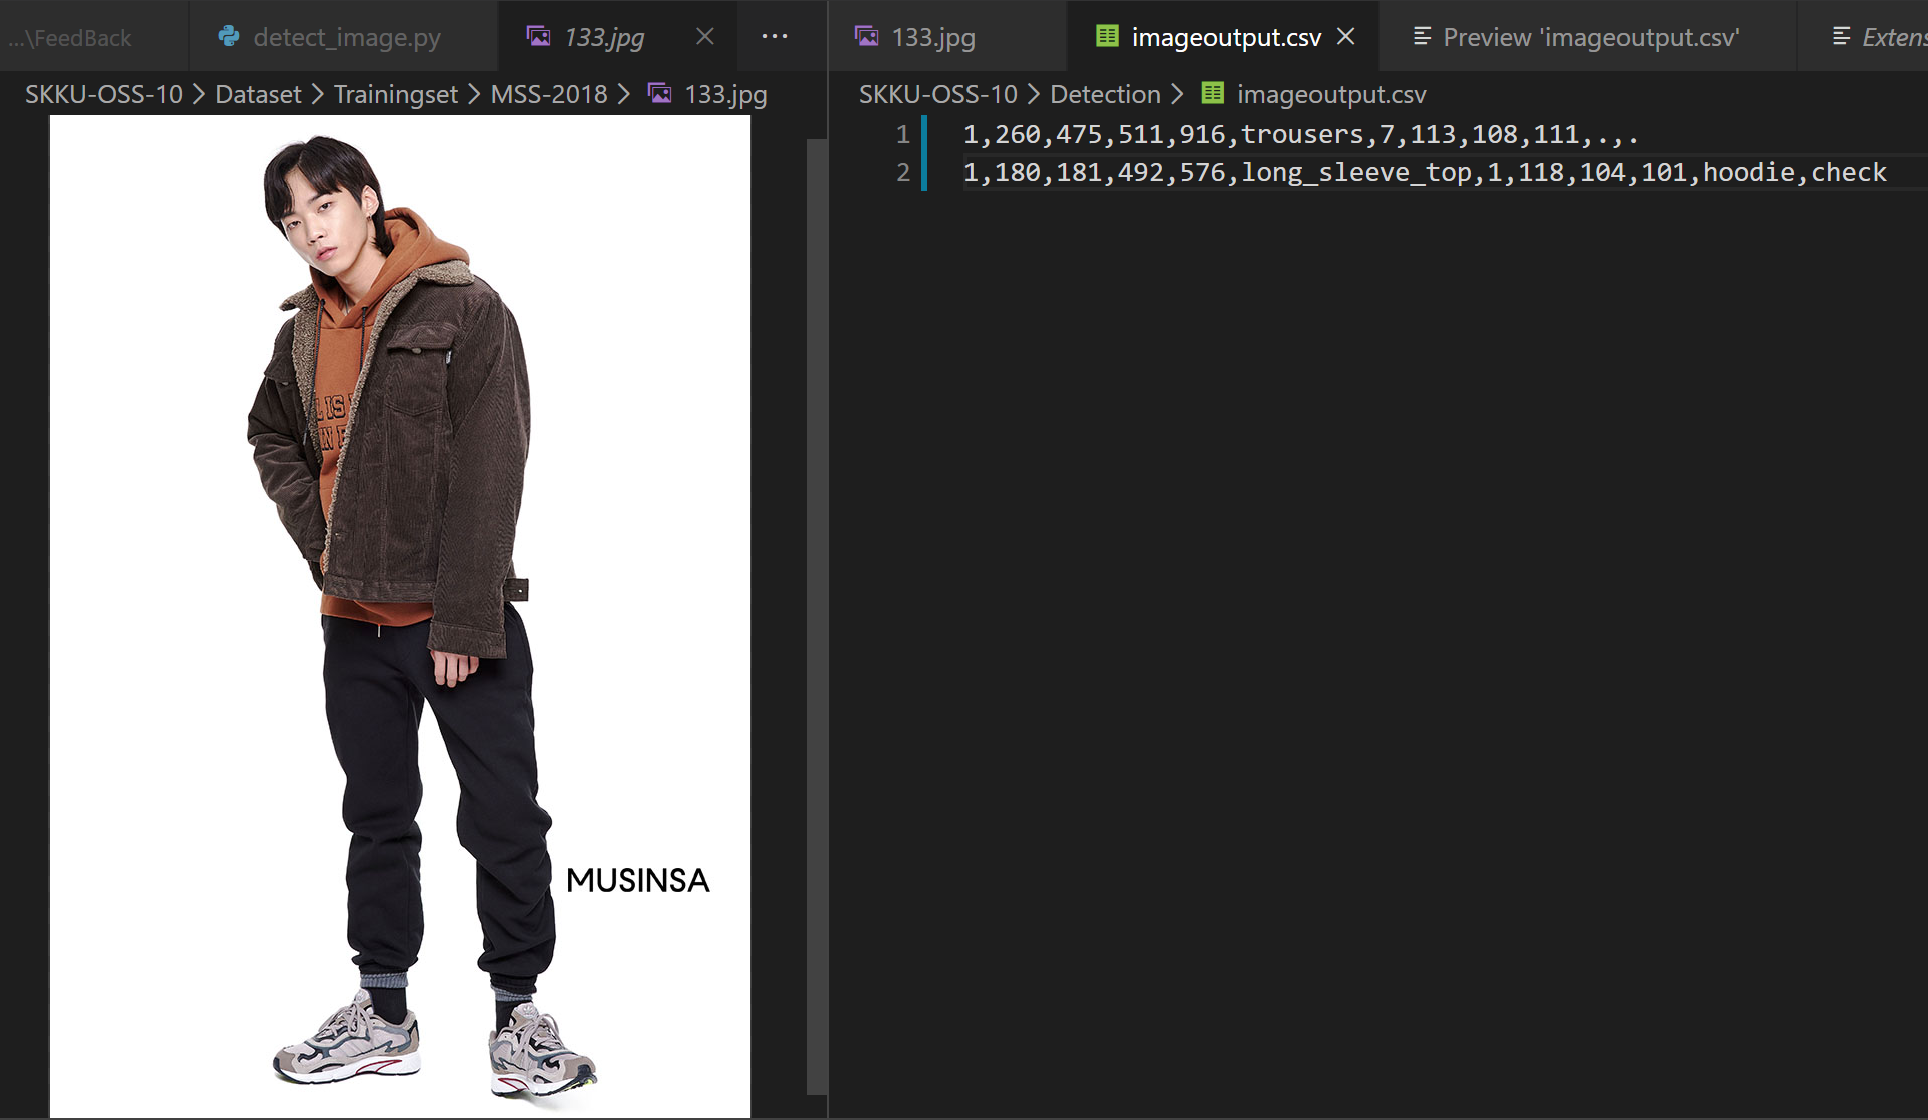 ...\FeedBack detect_image.py 133.jpg ···
SKKU-OSS-10 > Dataset > Trainingset > MSS-2018 > 133.jpg
L IS
IN
MUSINSA
133.jpg imageoutput.csv Preview 'imageoutput.csv' Extens
SKKU-OSS-10 > Detection > imageoutput.csv
1 1,260,475,511,916,trousers,7,113,108,111,.,.
2 1,180,181,492,576,long_sleeve_top,1,118,104,101,hoodie,check